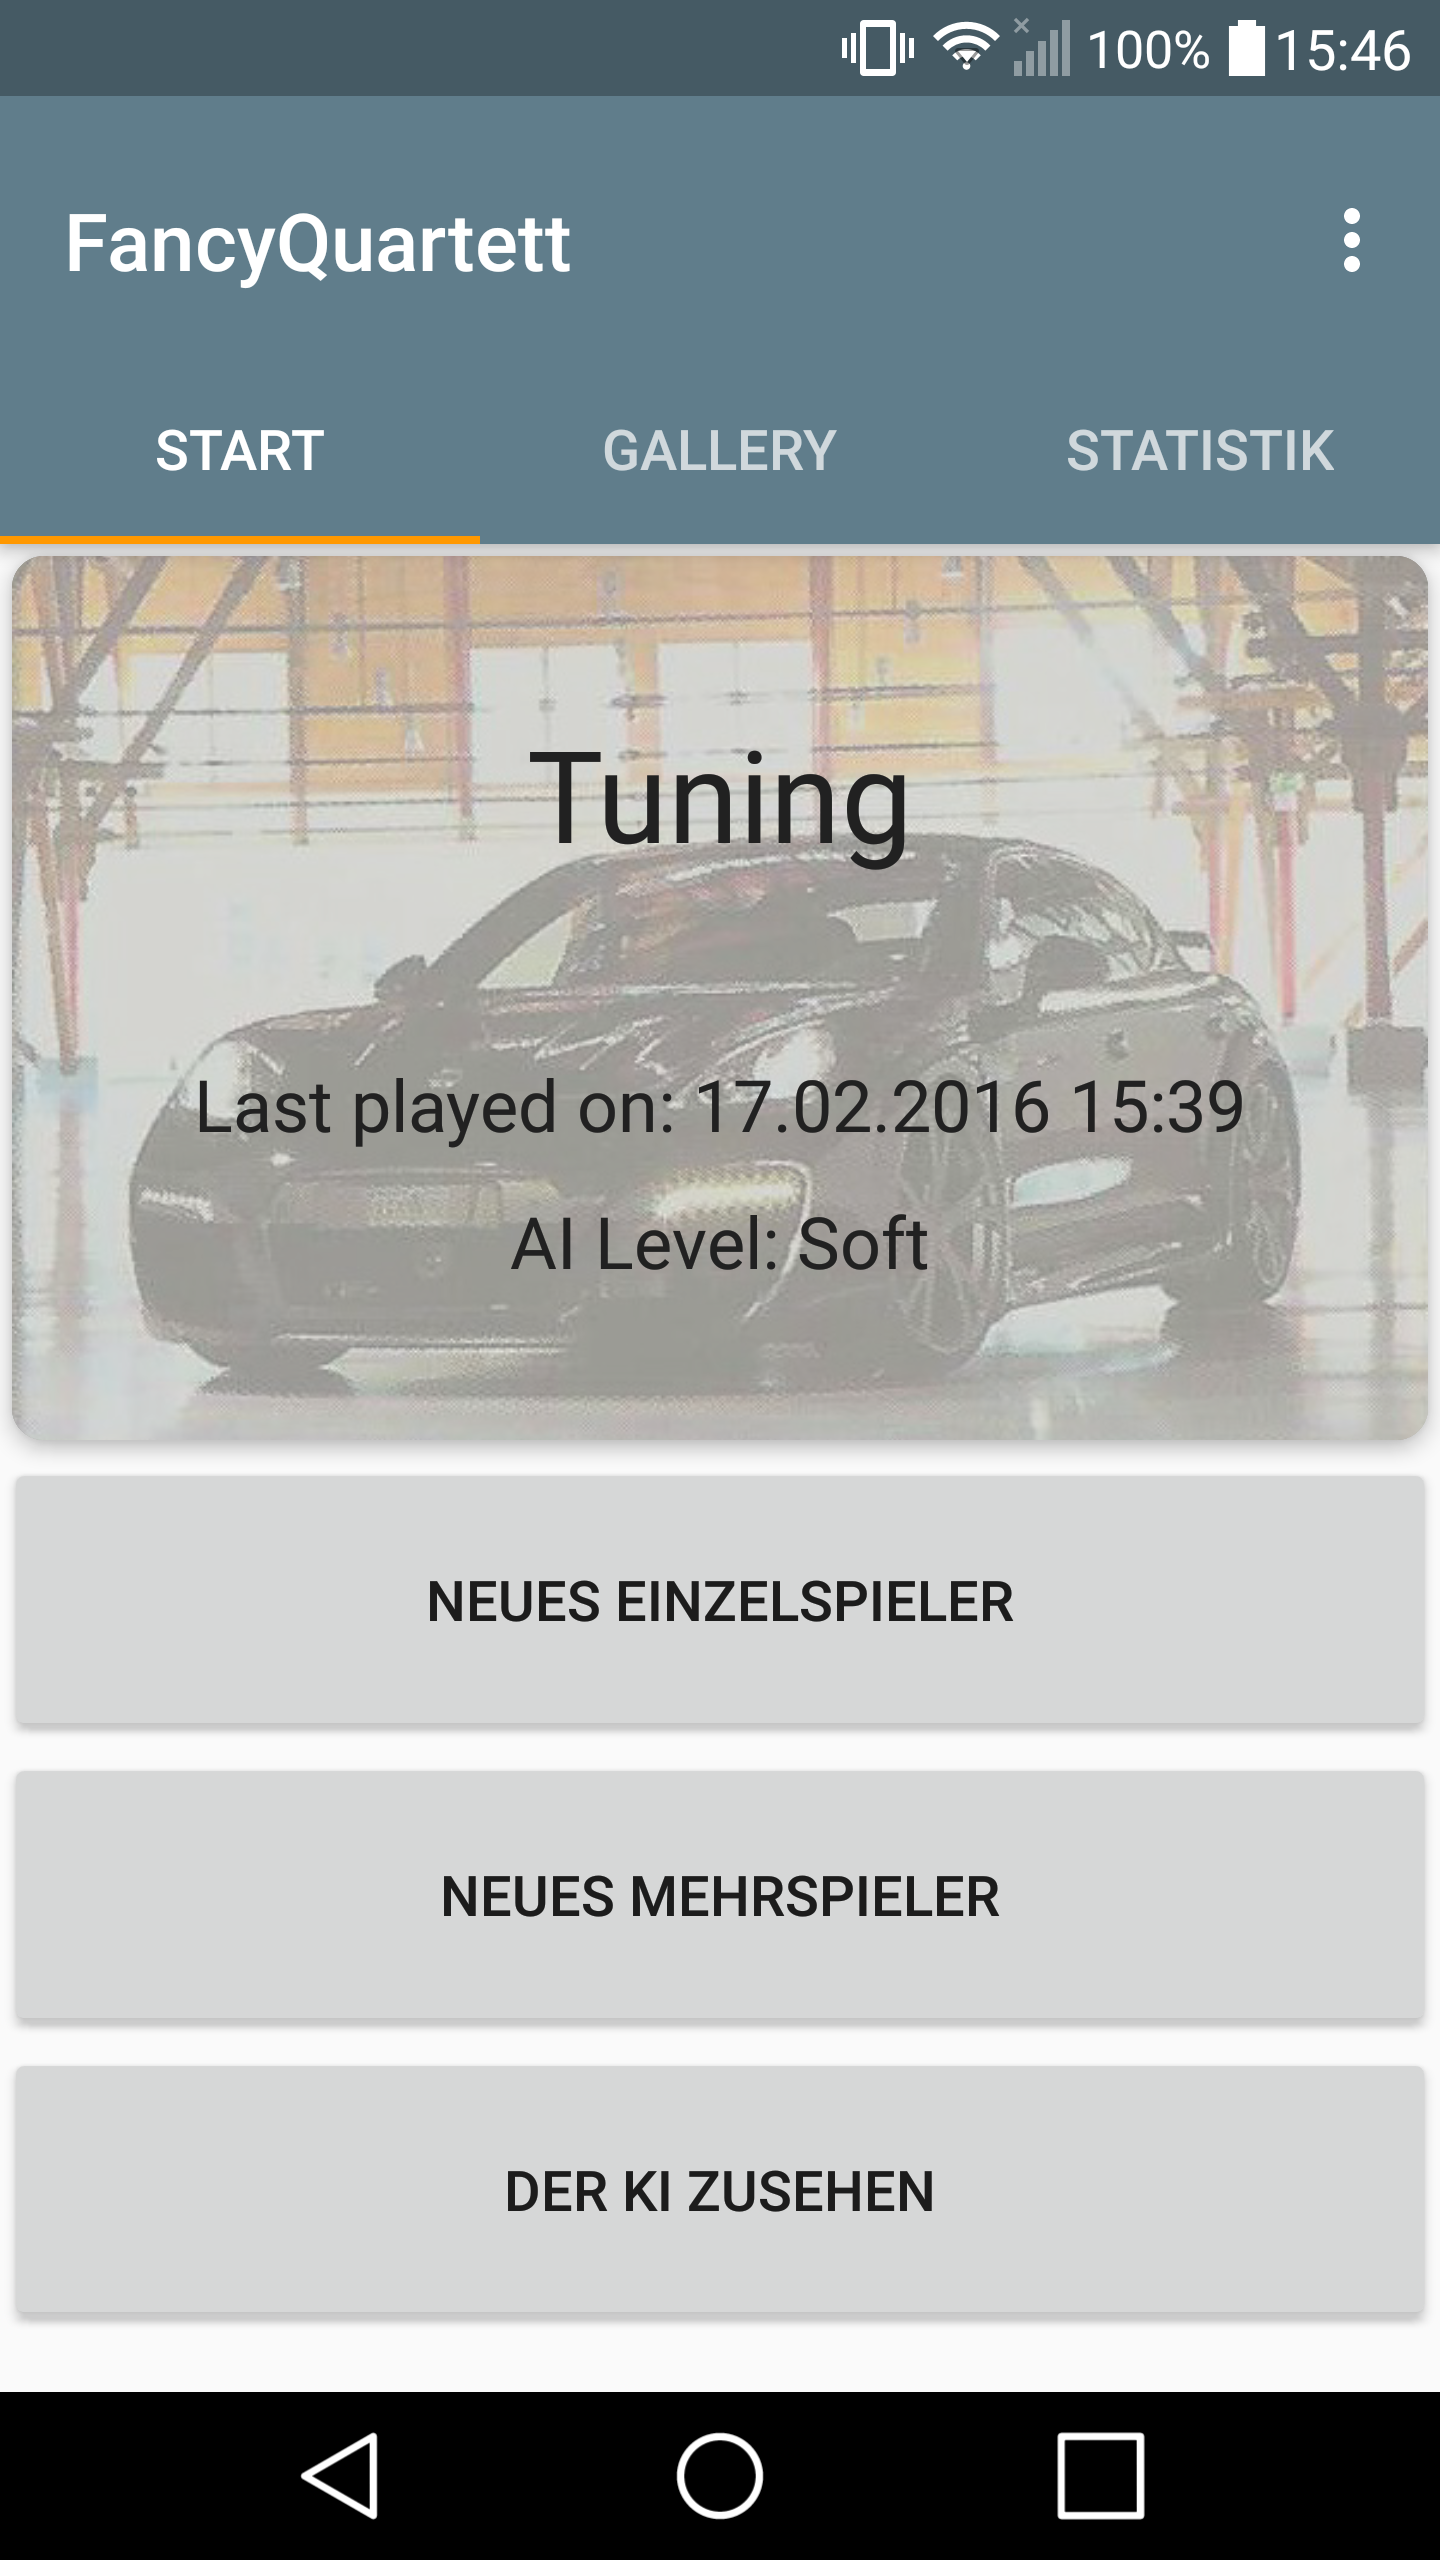 100% 15:46
FancyQuartett
START GALLERY STATISTIK
Tuning
Last played on: 17.02.2016 15:39
AI Level: Soft
NEUES EINZELSPIELER
NEUES MEHRSPIELER
DER KI ZUSEHEN